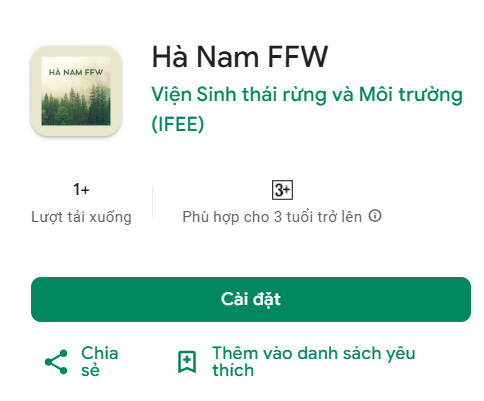 HÀ NAM FFW
Hà Nam FFW
Viện Sinh thái rừng và Môi trường
(IFEE)
1+
3+
Lượt tải xuống
Phù hợp cho 3 tuổi trở lên
Cài đặt
Chia
sẻ
Thêm vào danh sách yêu
thích